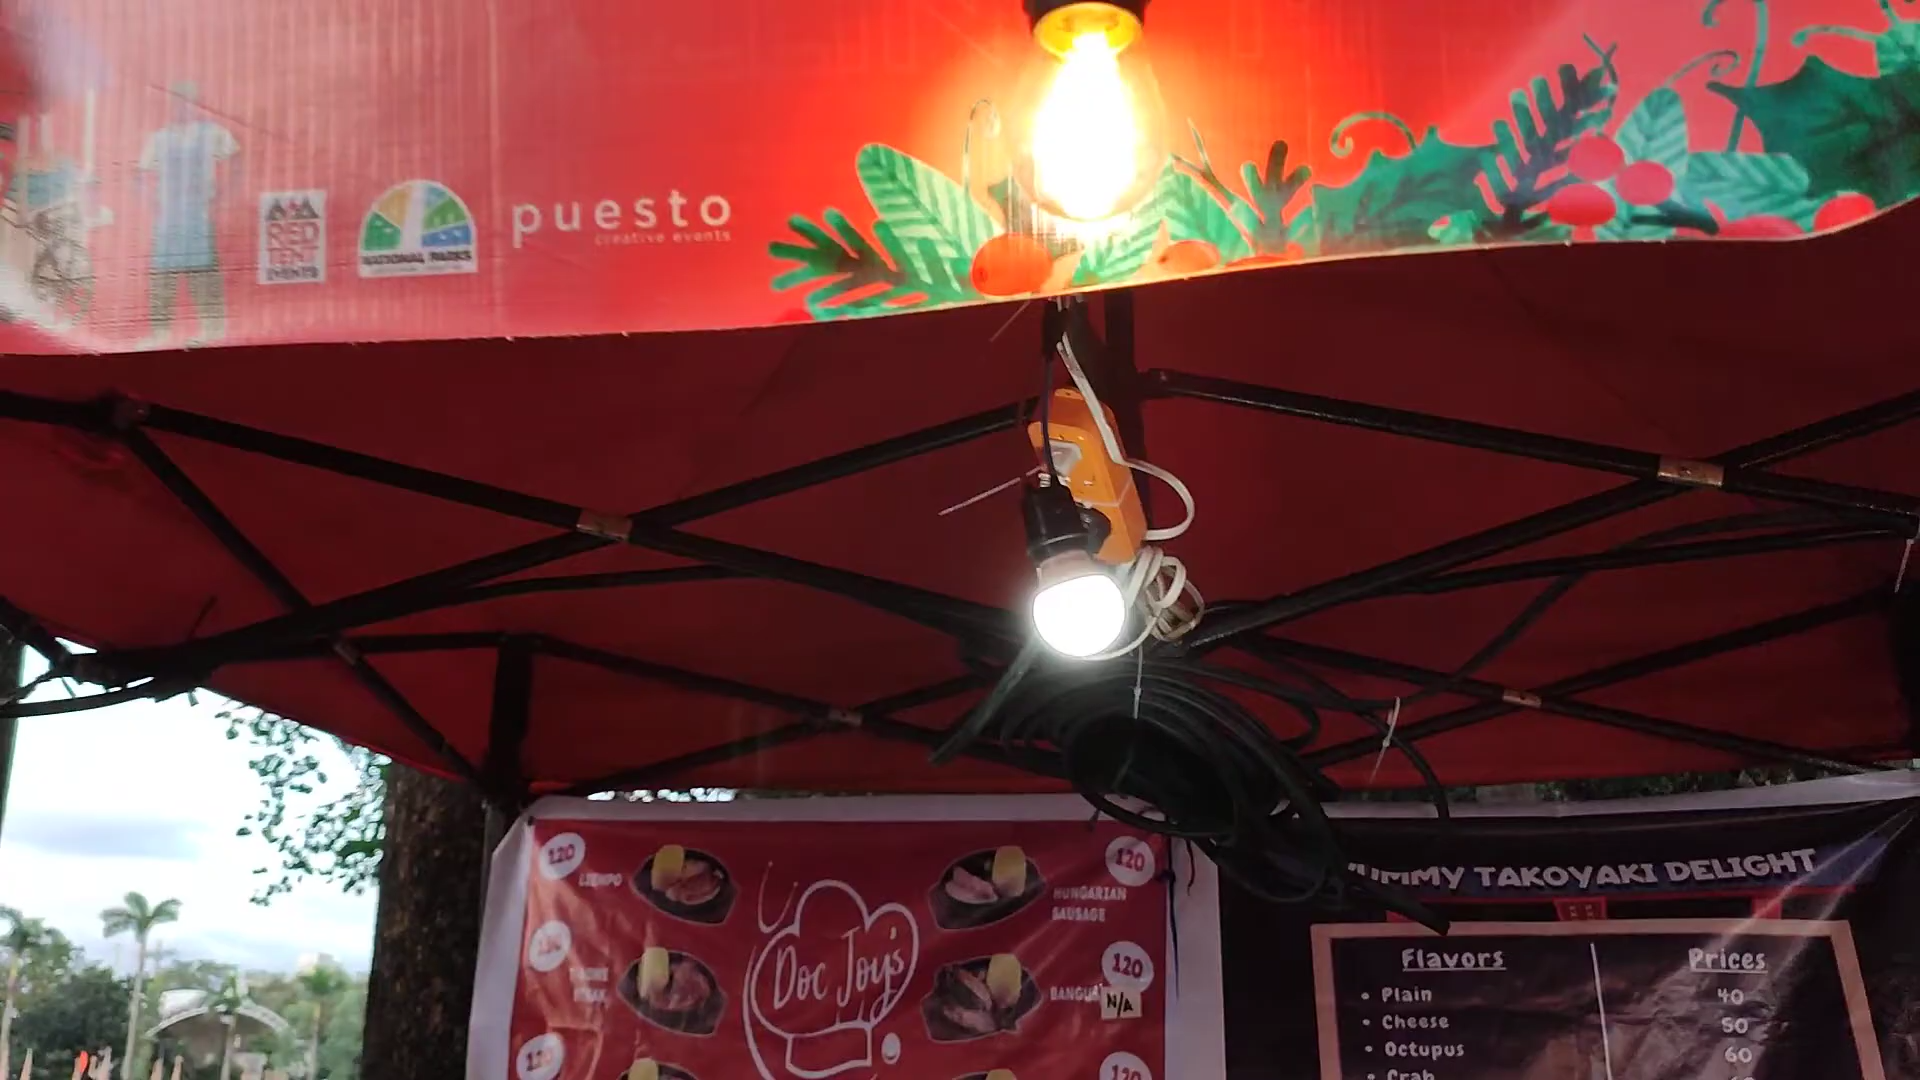 RED
TENT
EVENTS
NATIONAL PARKS
puesto
creative events
120
LIEMPO
120
HUNGARIAN
SAUSAGE
Doc Joy's
120
N/A
120
120
YUMMY TAKOYAKI DELIGHT
Flavors
Prices
• Plain
40
• Cheese
50
• Octupus
60
• Crab